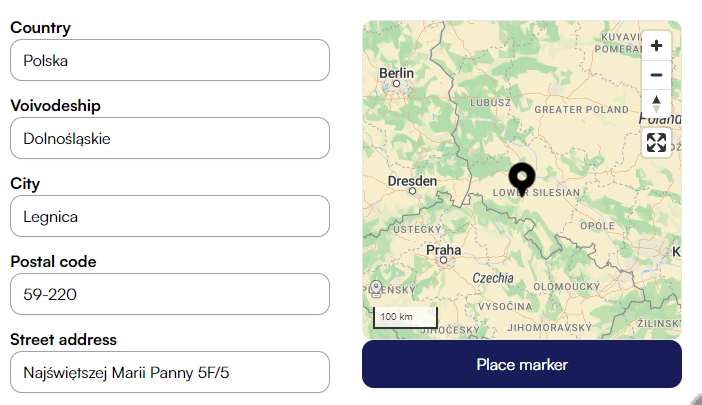 Country
Polska
Voivodeship
Dolnośląskie
City
Legnica
Postal code
59-220
Street address
Najświętszej Marii Panny 5F/5
KUYAVIA
POMERAN
Berlin
LUBUSZ
GREATER POLAND
Poland
Dresden
LOWER SILESIAN
ÚSTECKÝ
OPOLE
Praha
K
Czechia
PLZEŇSKÝ
OLOMOUCKÝ
VYSOČINA
100 km
JIHOČESKÝ
JIHOMORAVSKÝ
ŽILINSK
Place marker